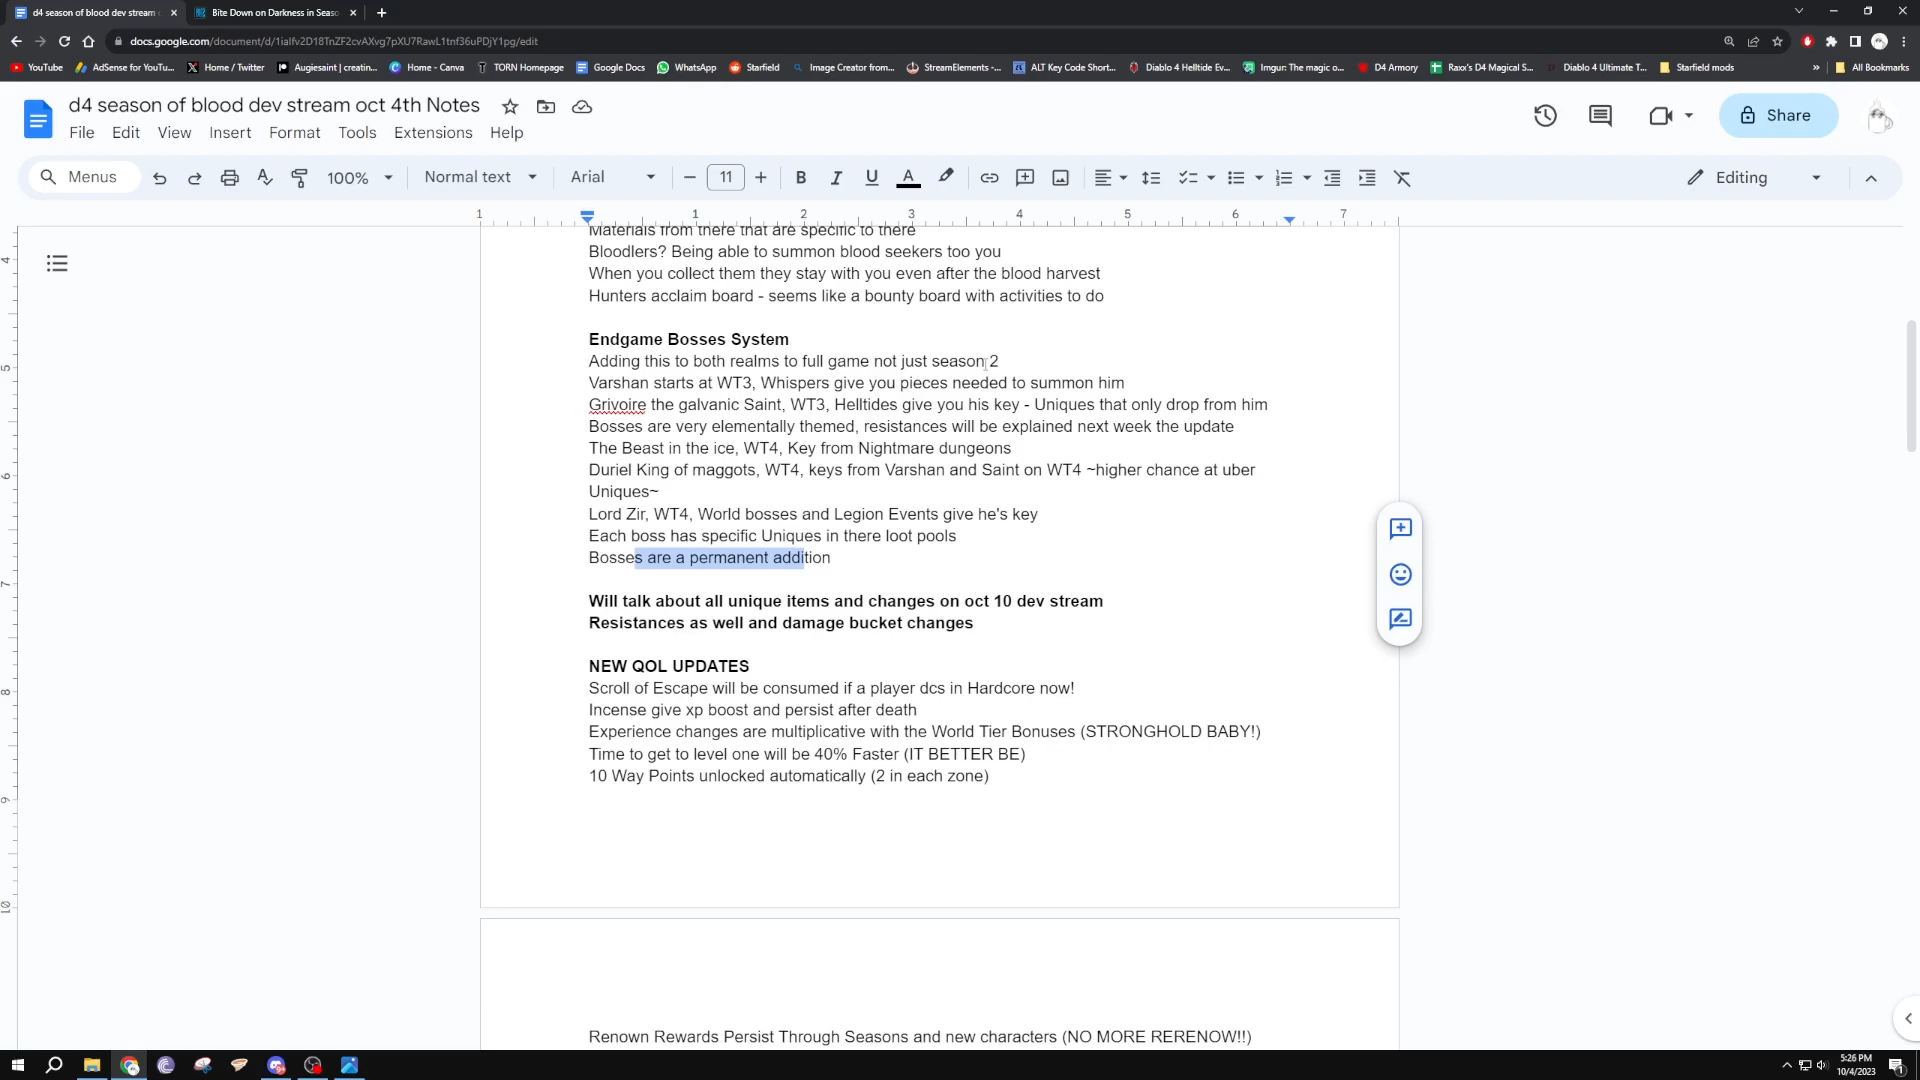 d4 season of blood dev stream
Bite Down on Darkness in Seaso
docs.google.com/document/d/1ialfv2D18TnZF2cvAXvg7pXU7RawL1tnf36uPDjY1pg/edit
YouTube
AdSense for YouTu...
Home / Twitter
Augiesaint | creatin...
Home - Canva
TORN Homepage
Google Docs
WhatsApp
Starfield
Image Creator from...
StreamElements -...
ALT Key Code Short...
Diablo 4 Helltide Ev...
Imgur: The magic o...
D4 Armory
Raxx's D4 Magical S...
Diablo 4 Ultimate T...
Starfield mods
»
All Bookmarks
d4 season of blood dev stream oct 4th Notes
File Edit View Insert Format Tools Extensions Help
Share
Menus
100%
Normal text
Arial
11
Editing
1 1 2 3 4 5 6 7
Materials from there that are specific to there
Bloodlers? Being able to summon blood seekers too you
When you collect them they stay with you even after the blood harvest
Hunters acclaim board - seems like a bounty board with activities to do
Endgame Bosses System
Adding this to both realms to full game not just season 2
Varshan starts at WT3, Whispers give you pieces needed to summon him
Grivoire the galvanic Saint, WT3, Helltides give you his key - Uniques that only drop from him
Bosses are very elementally themed, resistances will be explained next week the update
The Beast in the ice, WT4, Key from Nightmare dungeons
Duriel King of maggots, WT4, keys from Varshan and Saint on WT4 ~higher chance at uber
Uniques~
Lord Zir, WT4, World bosses and Legion Events give he's key
Each boss has specific Uniques in there loot pools
Bosses are a permanent addition
Will talk about all unique items and changes on oct 10 dev stream
Resistances as well and damage bucket changes
NEW QOL UPDATES
Scroll of Escape will be consumed if a player dcs in Hardcore now!
Incense give xp boost and persist after death
Experience changes are multiplicative with the World Tier Bonuses (STRONGHOLD BABY!)
Time to get to level one will be 40% Faster (IT BETTER BE)
10 Way Points unlocked automatically (2 in each zone)
Renown Rewards Persist Through Seasons and new characters (NO MORE RERENOW!!)
4
5
6
7
8
9
10
5:26 PM
10/4/2023
1